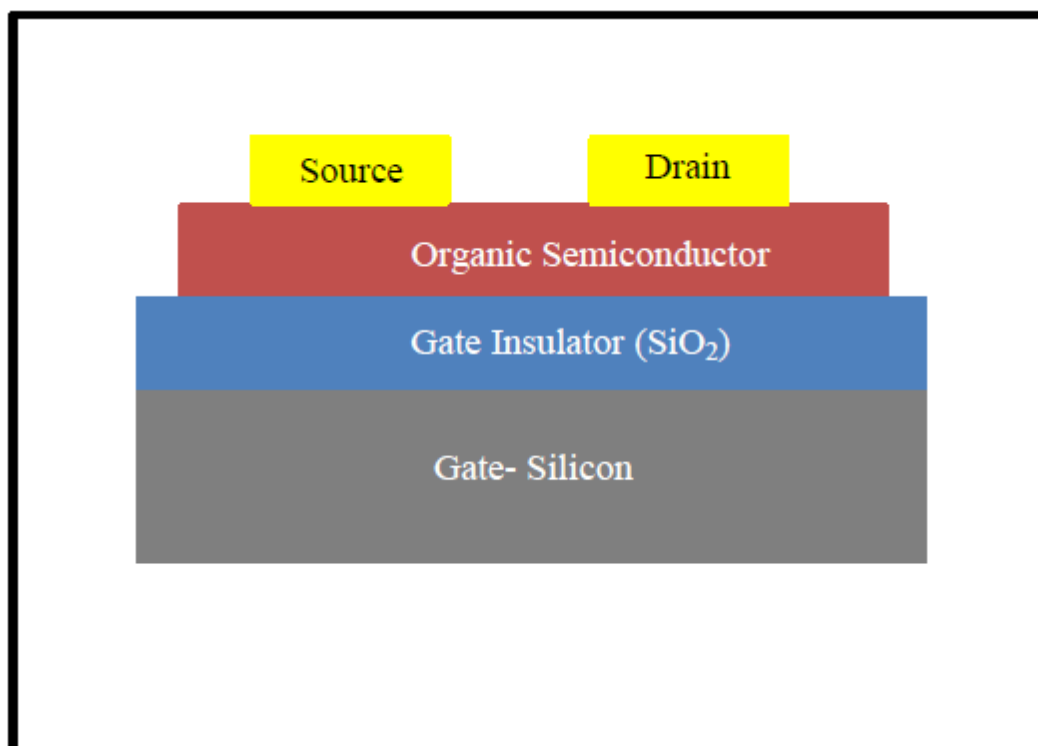 Source
Drain
Organic Semiconductor
Gate Insulator (SiO₂)
Gate- Silicon